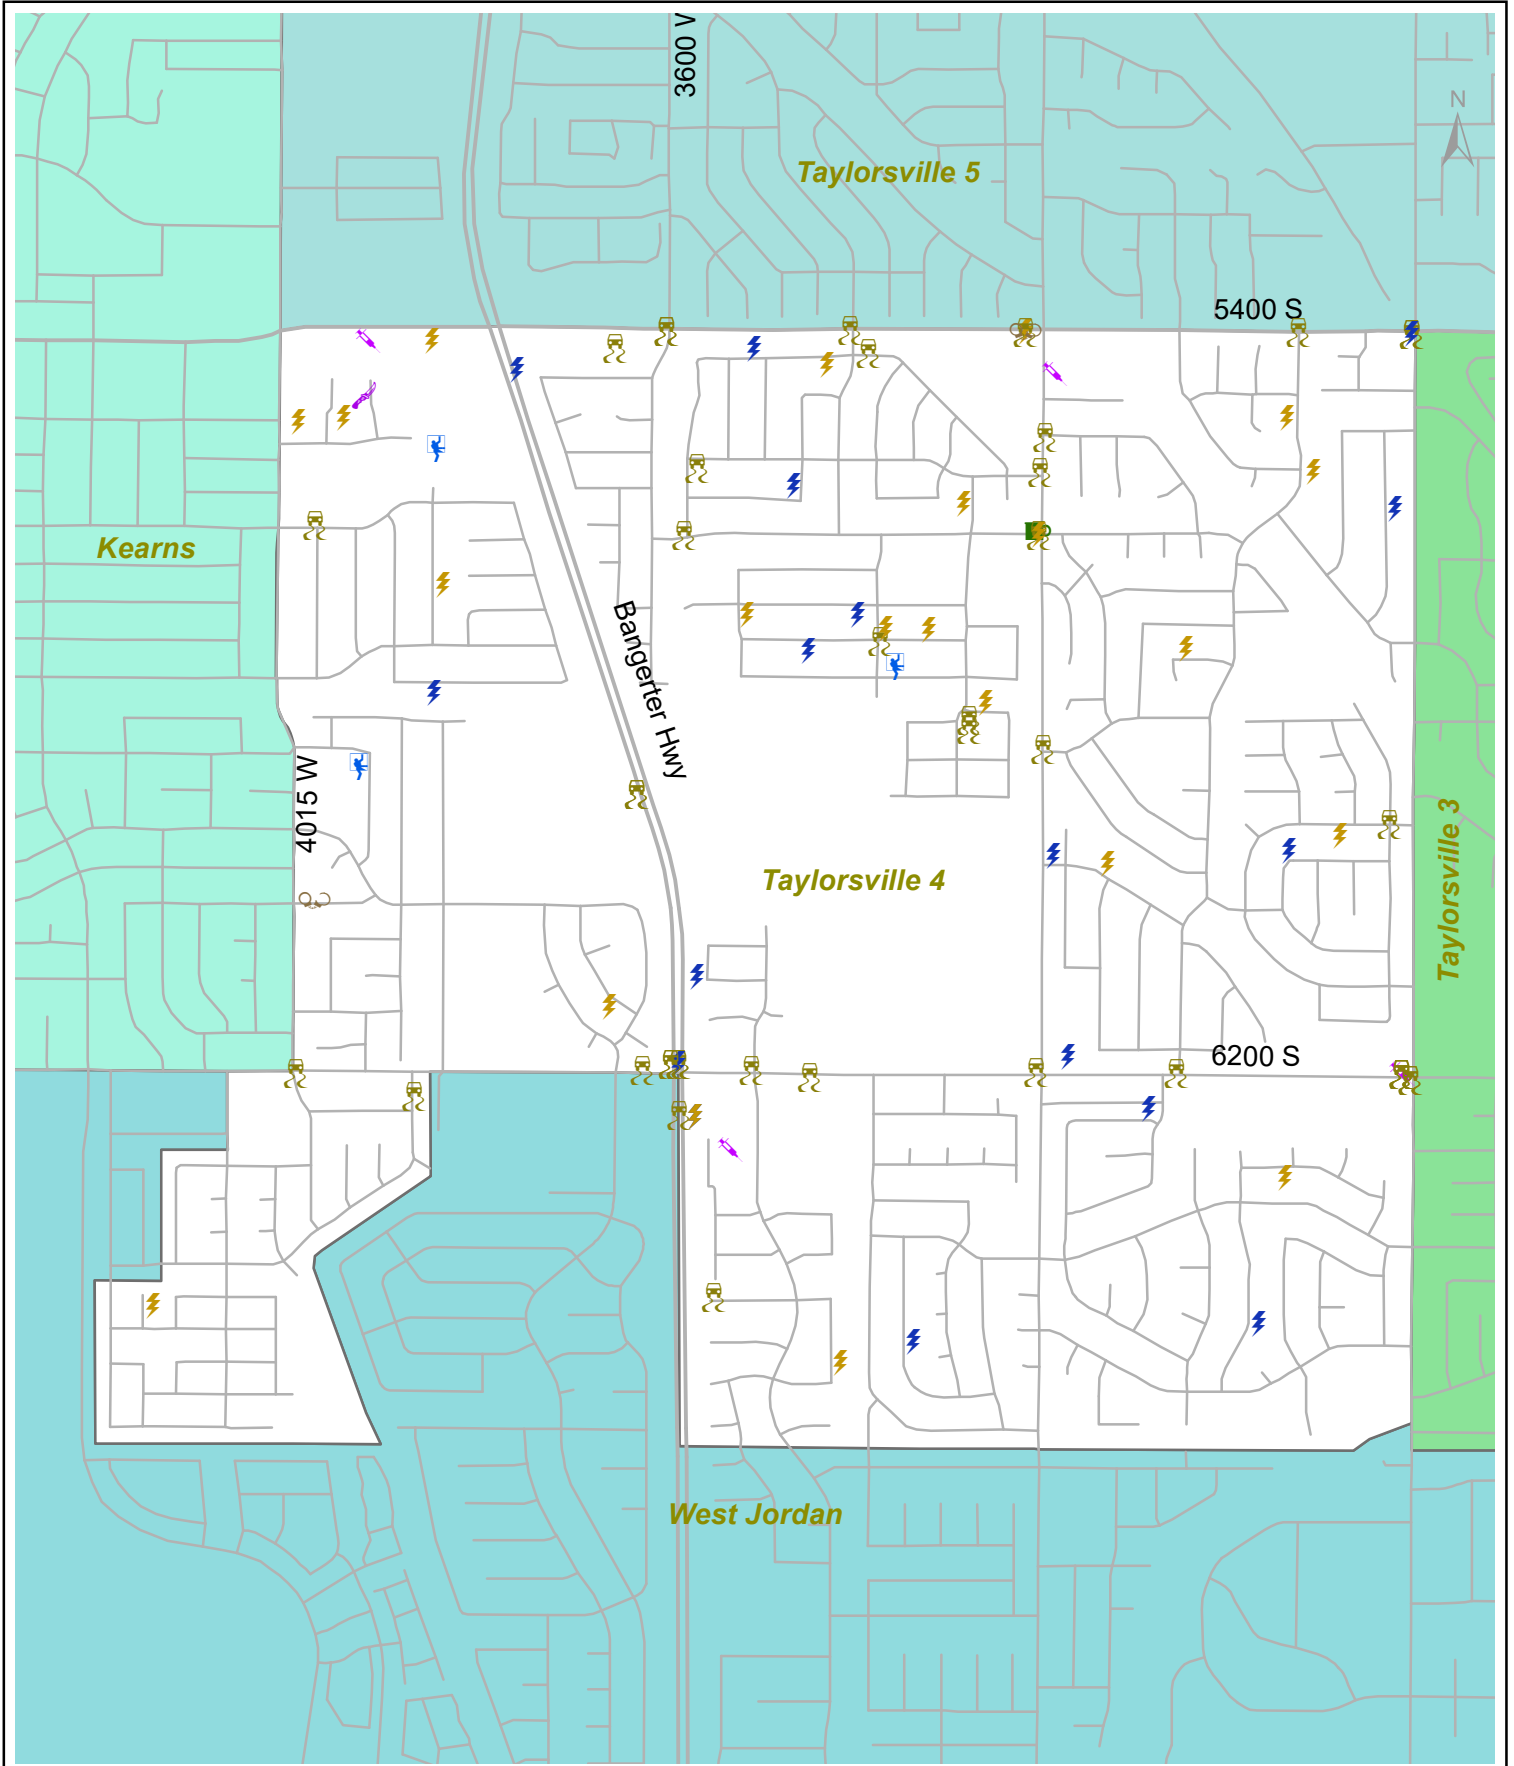 3600 W
N
Taylorsville 5
5400 S
Kearns
Bangerter Hwy
4015 W
Taylorsville 3
Taylorsville 4
6200 S
West Jordan